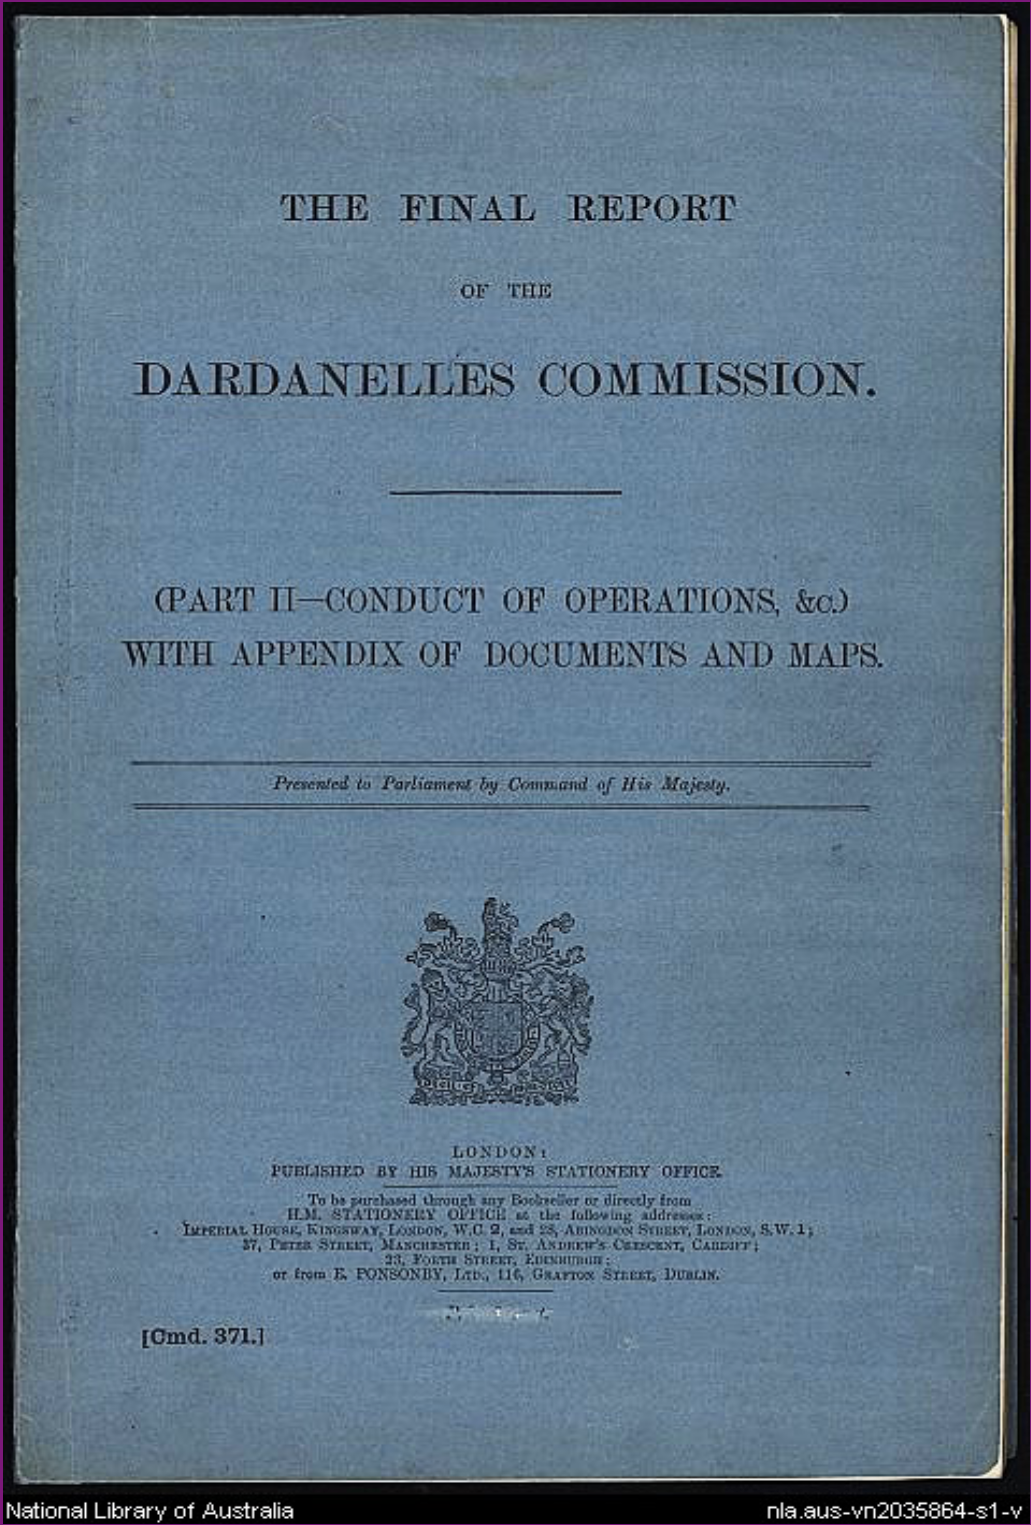 THE FINAL REPORT
OF THE
DARDANELLES COMMISSION.
(PART II—CONDUCT OF OPERATIONS, &c.)
WITH APPENDIX OF DOCUMENTS AND MAPS.
Presented to Parliament by Command of His Majesty.
LONDON:
PUBLISHED BY HIS MAJESTY'S STATIONERY OFFICE.
To be purchased through any Bookseller or directly from
H.M. STATIONERY OFFICE at the following addresses:
IMPERIAL HOUSE, KINGSWAY, LONDON, W.C. 2, and 28, ABINGDON STREET, LONDON, S.W. 1;
37, PETER STREET, MANCHESTER; 1, ST. ANDREW'S CRESCENT, CARDIFF;
23, FORTH STREET, EDINBURGH;
or from E. PONSONBY, LTD., 116, GRAFTON STREET, DUBLIN.
[Cmd. 371.]
National Library of Australia
nla.aus-vn2035864-s1-v